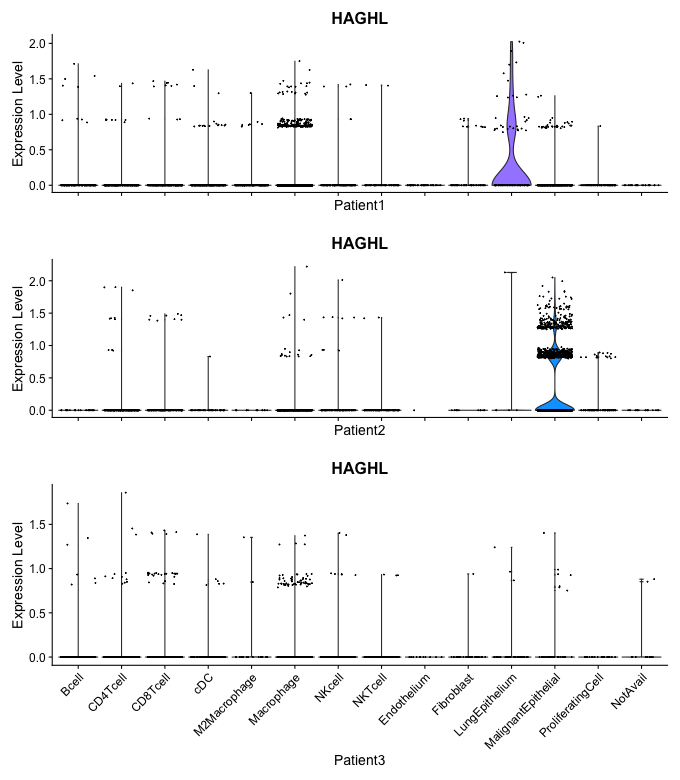 HAGHL
Expression Level
2.0
1.5
1.0
0.5
0.0
Patient1
HAGHL
Expression Level
2.0
1.5
1.0
0.5
0.0
Patient2
HAGHL
Expression Level
1.5
1.0
0.5
0.0
Bcell
CD4Tcell
CD8Tcell
cDC
M2Macrophage
Macrophage
NKcell
NKTcell
Endothelium
Fibroblast
LungEpithelium
MalignantEpithelial
ProliferatingCell
NotAvail
Patient3